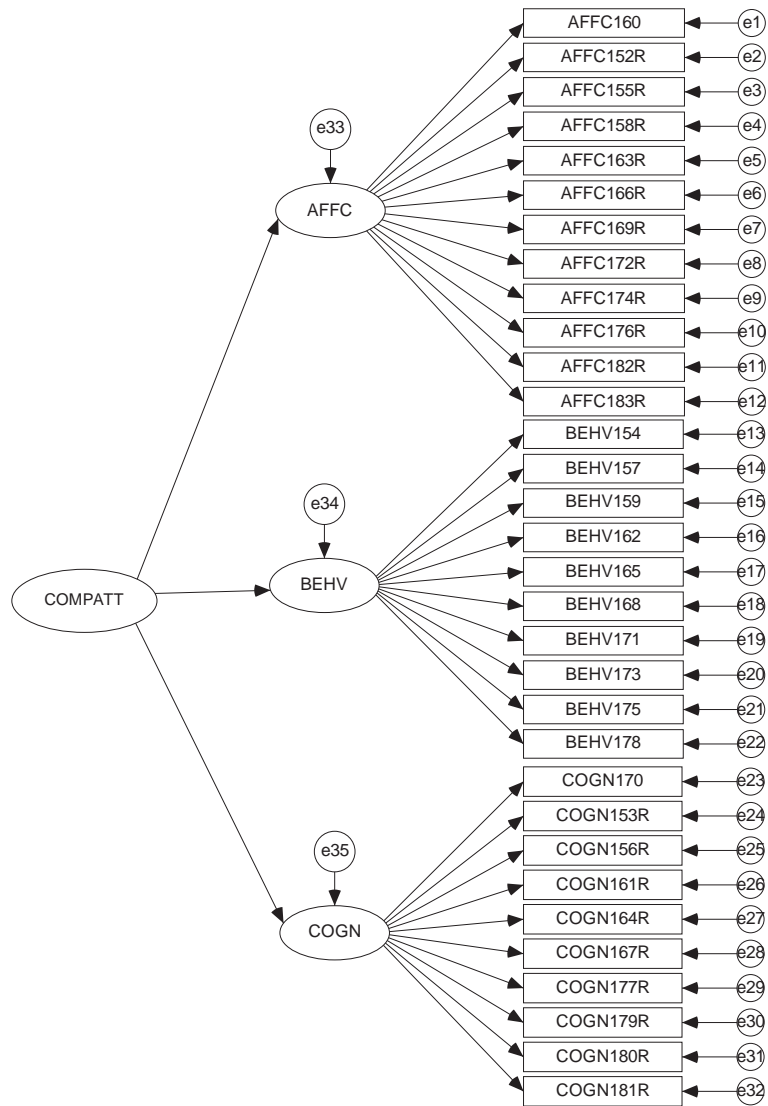 AFFC160 e1
AFFC152R e2
AFFC155R e3
e33
AFFC158R e4
AFFC163R e5
AFFC166R e6
AFFC
AFFC169R e7
AFFC172R e8
AFFC174R e9
AFFC176R e10
AFFC182R e11
AFFC183R e12
BEHV154 e13
BEHV157 e14
e34
BEHV159 e15
BEHV162 e16
BEHV
BEHV165 e17
COMPATT
BEHV168 e18
BEHV171 e19
BEHV173 e20
BEHV175 e21
BEHV178 e22
COGN170 e23
COGN153R e24
e35
COGN156R e25
COGN161R e26
COGN
COGN164R e27
COGN167R e28
COGN177R e29
COGN179R e30
COGN180R e31
COGN181R e32